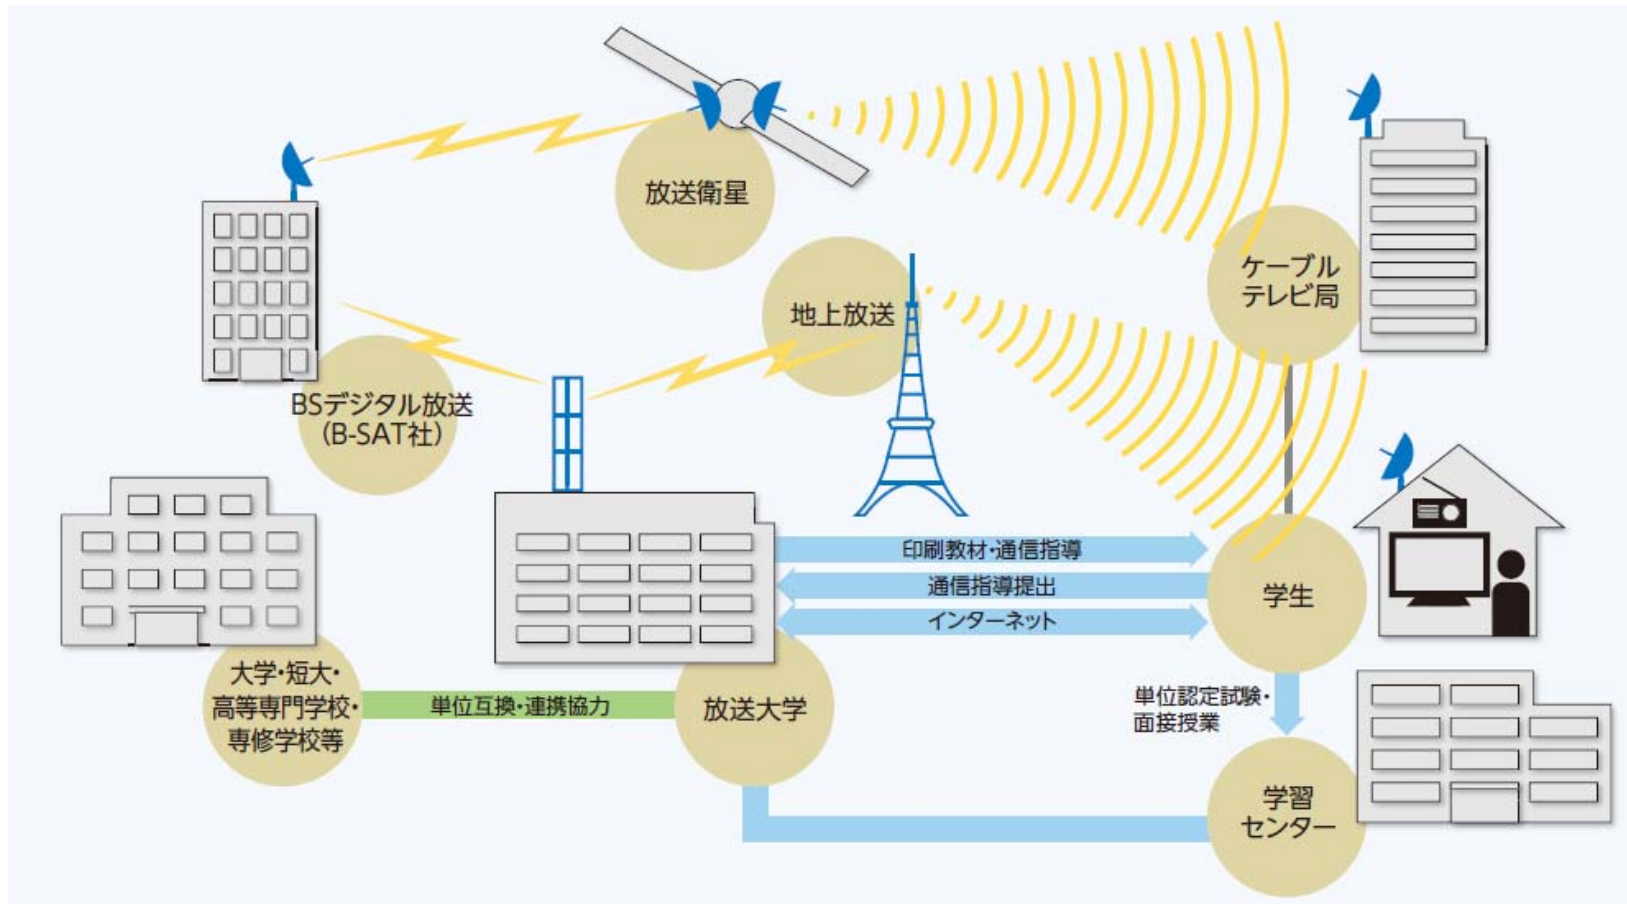 放送衛星
ケーブル
テレビ局
地上放送
BSデジタル放送
（B-SAT社）
印刷教材・通信指導
通信指導提出
インターネット
学生
大学・短大・
高等専門学校・
専修学校等
単位互換・連携協力
放送大学
単位認定試験・
面接授業
学習
センター